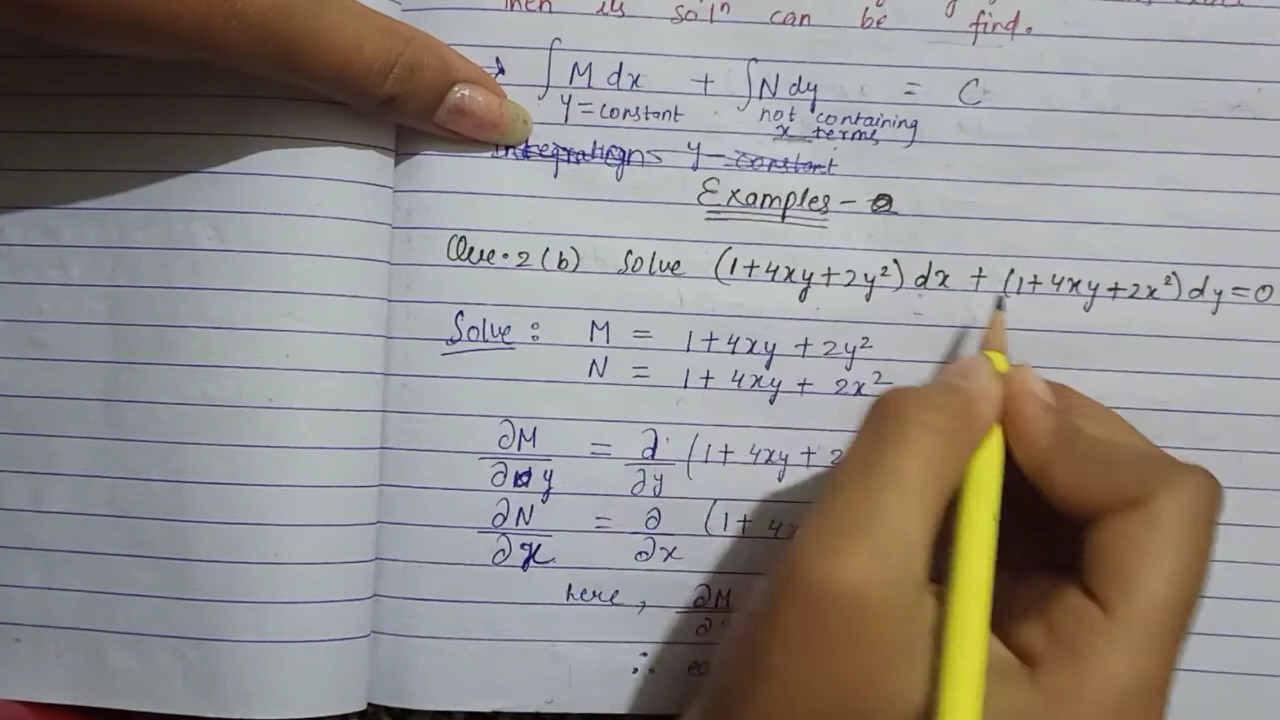 then its solⁿ can be find.
∫ M dx + ∫ N dy = C
y = constant not containing
x terms
Integrations y - constant
Examples -
Que. 2 (b) Solve (1+4xy+2y²) dx + (1+4xy+2x²) dy = 0
Solve : M = 1+4xy+2y²
N = 1+4xy+2x²
∂M/∂y = ∂/∂y (1+4xy+2
∂N/∂x = ∂/∂x (1+4x
here, ∂M
∴